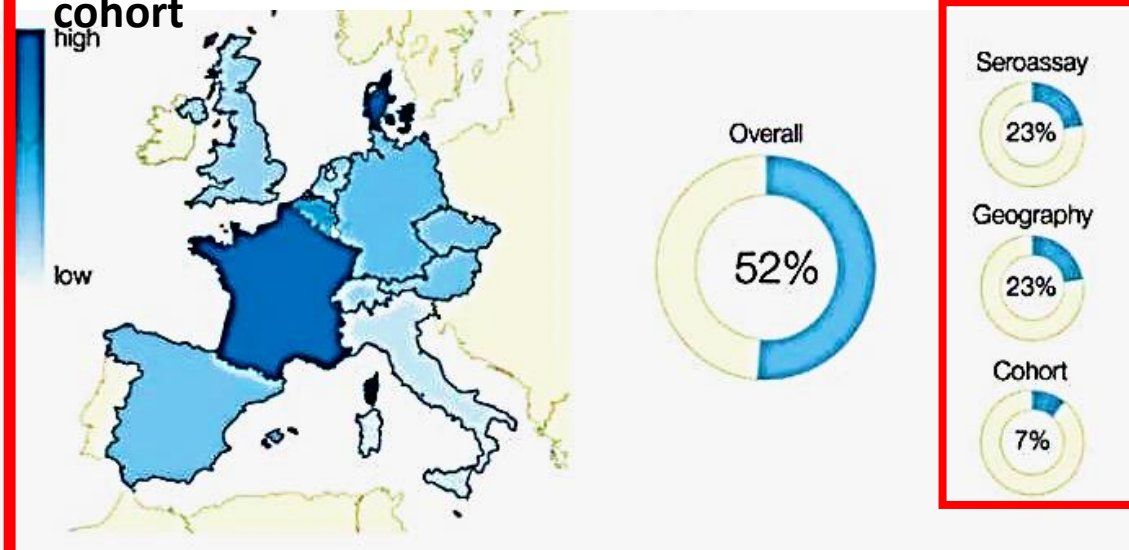 cohort
high
low
Overall
52%
Seroassay
23%
Geography
23%
Cohort
7%